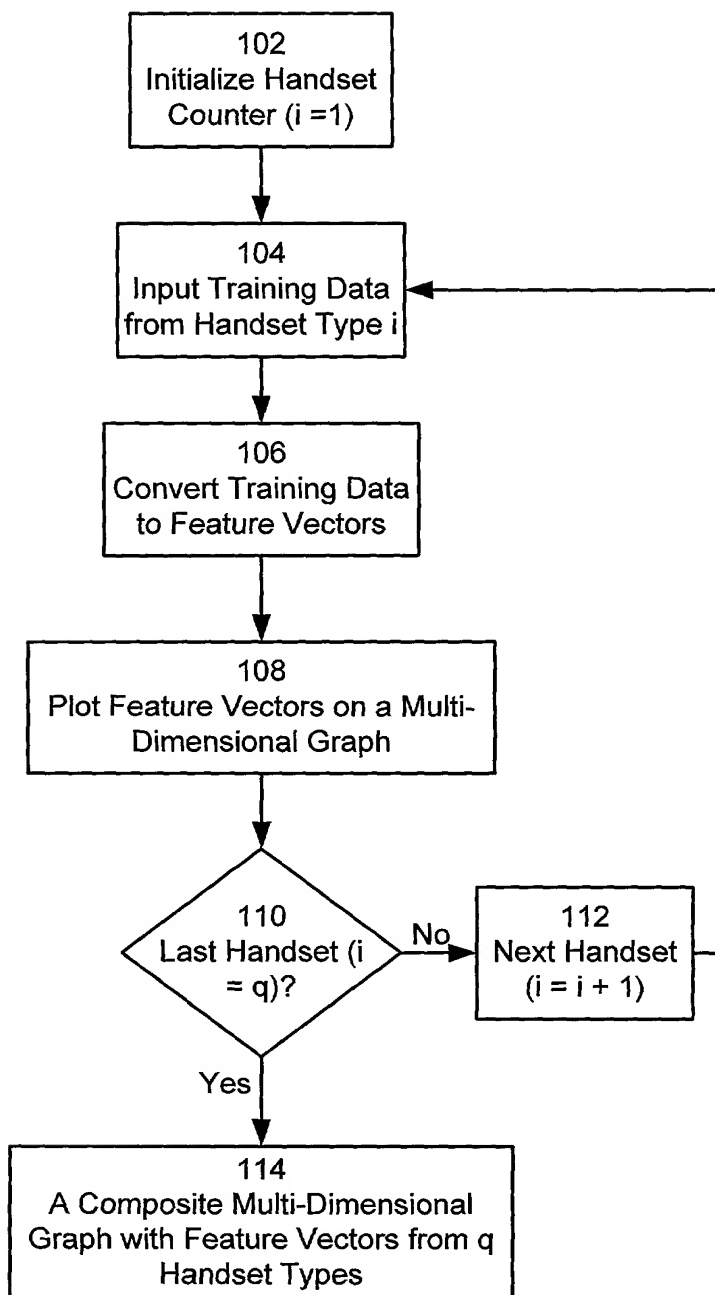 102
Initialize Handset
Counter (i =1)
104
Input Training Data
from Handset Type i
106
Convert Training Data
to Feature Vectors
108
Plot Feature Vectors on a Multi-
Dimensional Graph
110
Last Handset (i
= q)?
No
112
Next Handset
(i = i + 1)
Yes
114
A Composite Multi-Dimensional
Graph with Feature Vectors from q
Handset Types